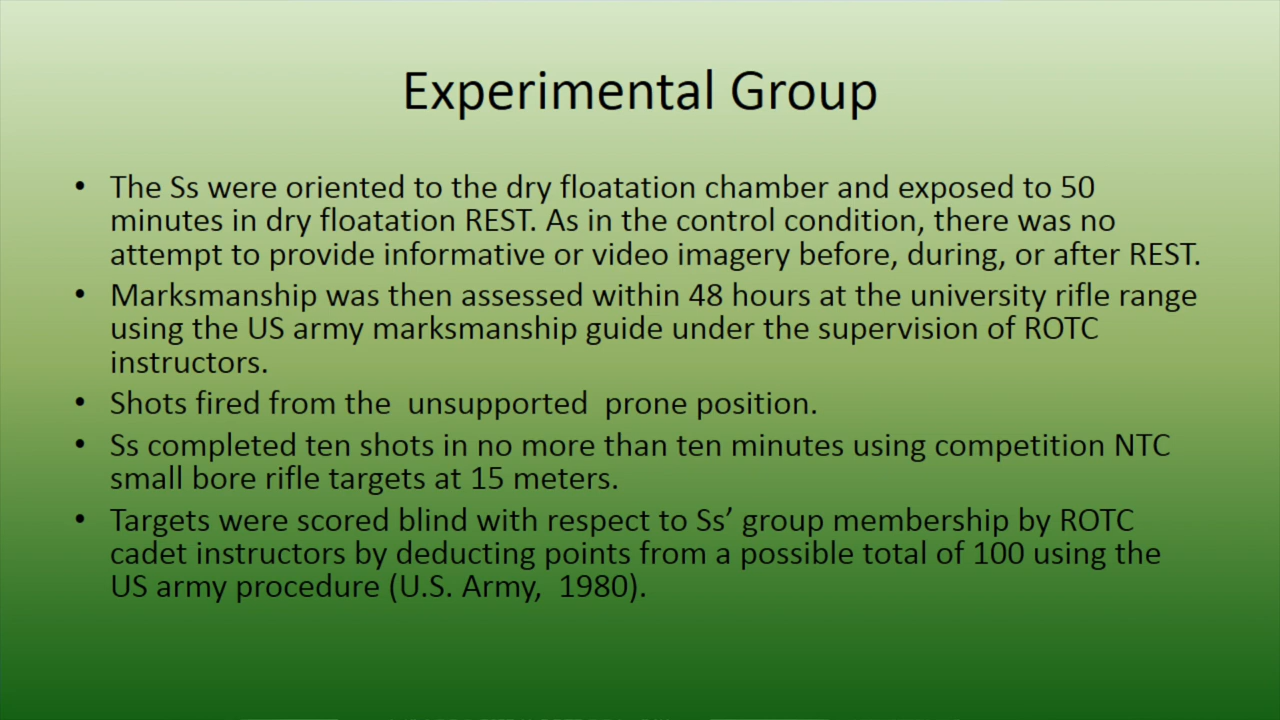 Experimental Group
• The Ss were oriented to the dry floatation chamber and exposed to 50
minutes in dry floatation REST. As in the control condition, there was no
attempt to provide informative or video imagery before, during, or after REST.
• Marksmanship was then assessed within 48 hours at the university rifle range
using the US army marksmanship guide under the supervision of ROTC
instructors.
• Shots fired from the  unsupported  prone position.
• Ss completed ten shots in no more than ten minutes using competition NTC
small bore rifle targets at 15 meters.
• Targets were scored blind with respect to Ss’ group membership by ROTC
cadet instructors by deducting points from a possible total of 100 using the
US army procedure (U.S. Army,  1980).